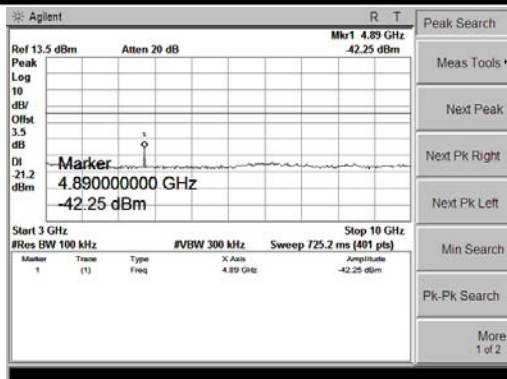 Agilent R T
Mkr1 4.89 GHz
Ref 13.5 dBm Atten 20 dB -42.25 dBm
Peak
Log
10
dB/
Offst
3.5
dB
DI
-21.2
dBm
1
Marker
4.890000000 GHz
-42.25 dBm
Start 3 GHz Stop 10 GHz
#Res BW 100 kHz #VBW 300 kHz Sweep 725.2 ms (401 pts)
Marker Trace Type X Axis Amplitude
1 (1) Freq 4.89 GHz -42.25 dBm
Peak Search
Meas Tools
Next Peak
Next Pk Right
Next Pk Left
Min Search
Pk-Pk Search
More
1 of 2